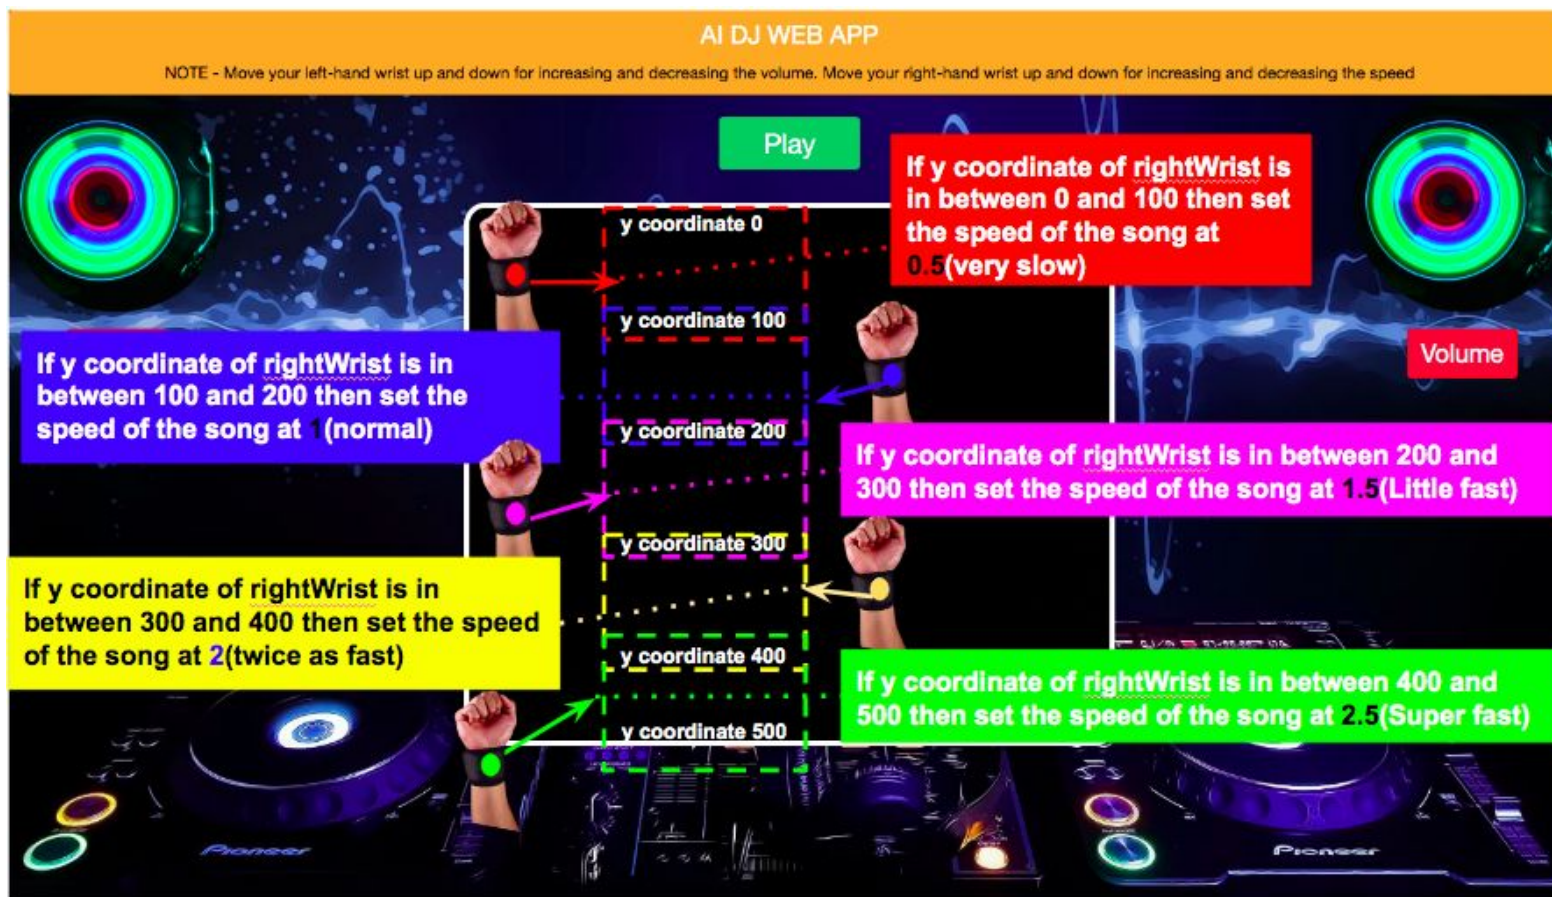 AI DJ WEB APP
NOTE - Move your left-hand wrist up and down for increasing and decreasing the volume. Move your right-hand wrist up and down for increasing and decreasing the speed
Play
If y coordinate of rightWrist is
in between 0 and 100 then set
the speed of the song at
0.5(very slow)
y coordinate 0
y coordinate 100
Volume
If y coordinate of rightWrist is in
between 100 and 200 then set the
speed of the song at 1(normal)
y coordinate 200
If y coordinate of rightWrist is in between 200 and
300 then set the speed of the song at 1.5(Little fast)
y coordinate 300
If y coordinate of rightWrist is in
between 300 and 400 then set the speed
of the song at 2(twice as fast)
y coordinate 400
If y coordinate of rightWrist is in between 400 and
500 then set the speed of the song at 2.5(Super fast)
y coordinate 500
Pioneer
Pioneer